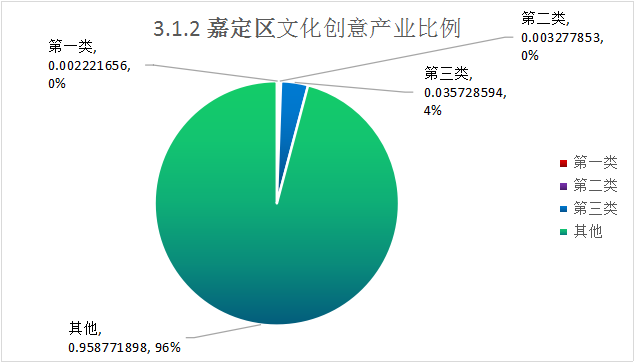 3.1.2 嘉定区文化创意产业比例
第一类,
0.002221656,
0%
第二类,
0.003277853,
0%
第三类,
0.035728594,
4%
其他,
0.958771898, 96%
第一类
第二类
第三类
其他